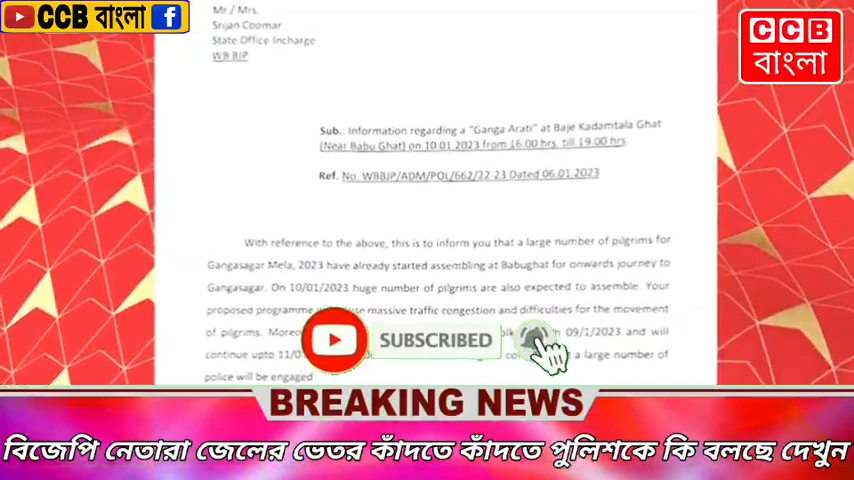 CCB বাংলা f
CCB
বাংলা
Mr / Mrs.
Srijan Coomar
State Office Incharge
WB BJP
Sub.: Information regarding a "Ganga Arati" at Baje Kadamtala Ghat
(Near Babu Ghat) on 10.01.2023 from 16.00 hrs. till 19.00 hrs.
Ref. No. WBBJP/ADM/POL/662/22-23 Dated 06.01.2023
With reference to the above, this is to inform you that a large number of pilgrims for
Gangasagar Mela, 2023 have already started assembling at Babughat for onwards journey to
Gangasagar. On 10/01/2023 huge number of pilgrims are also expected to assemble. Your
proposed programme massive traffic congestion and difficulties for the movement
of pilgrims. 09/1/2023 and will
continue upto a large number of
police will be engaged
SUBSCRIBED
BREAKING NEWS
বিজেপি নেতারা জেলের ভেতর কাঁদতে কাঁদতে পুলিশকে কি বলছে দেখুন